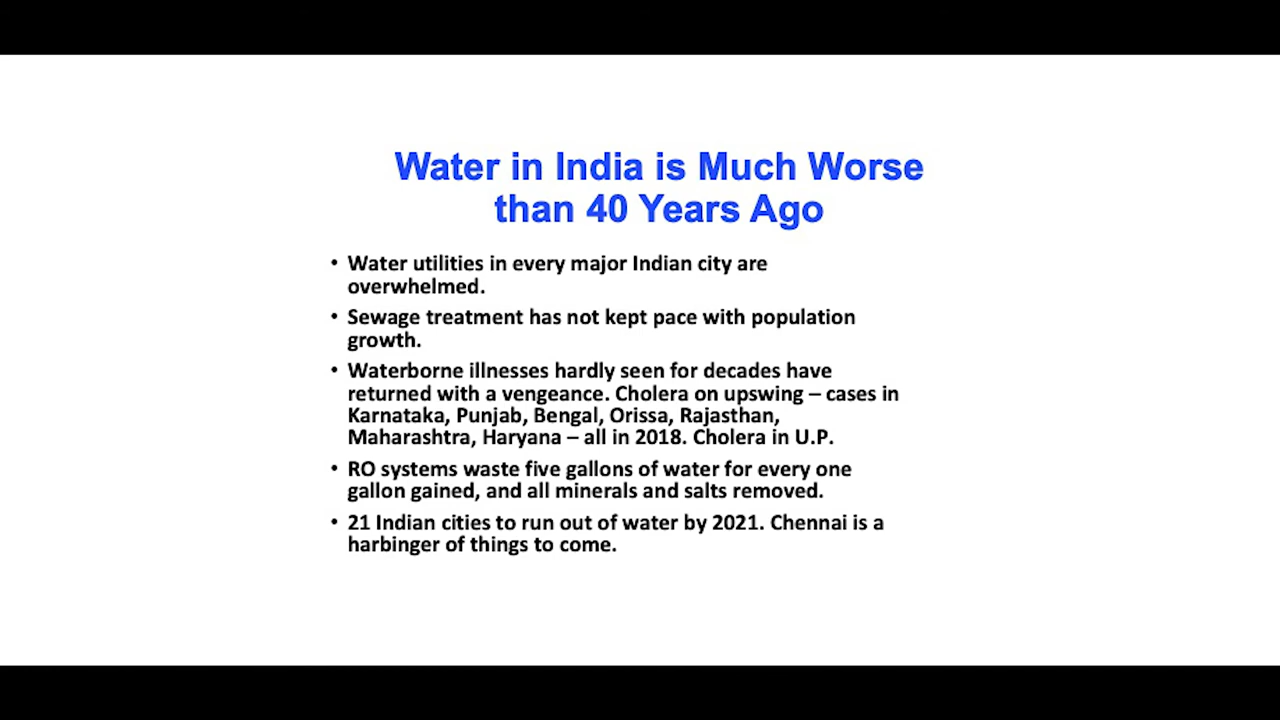 Water in India is Much Worse
than 40 Years Ago
• Water utilities in every major Indian city are
overwhelmed.
• Sewage treatment has not kept pace with population
growth.
• Waterborne illnesses hardly seen for decades have
returned with a vengeance. Cholera on upswing – cases in
Karnataka, Punjab, Bengal, Orissa, Rajasthan,
Maharashtra, Haryana – all in 2018. Cholera in U.P.
• RO systems waste five gallons of water for every one
gallon gained, and all minerals and salts removed.
• 21 Indian cities to run out of water by 2021. Chennai is a
harbinger of things to come.